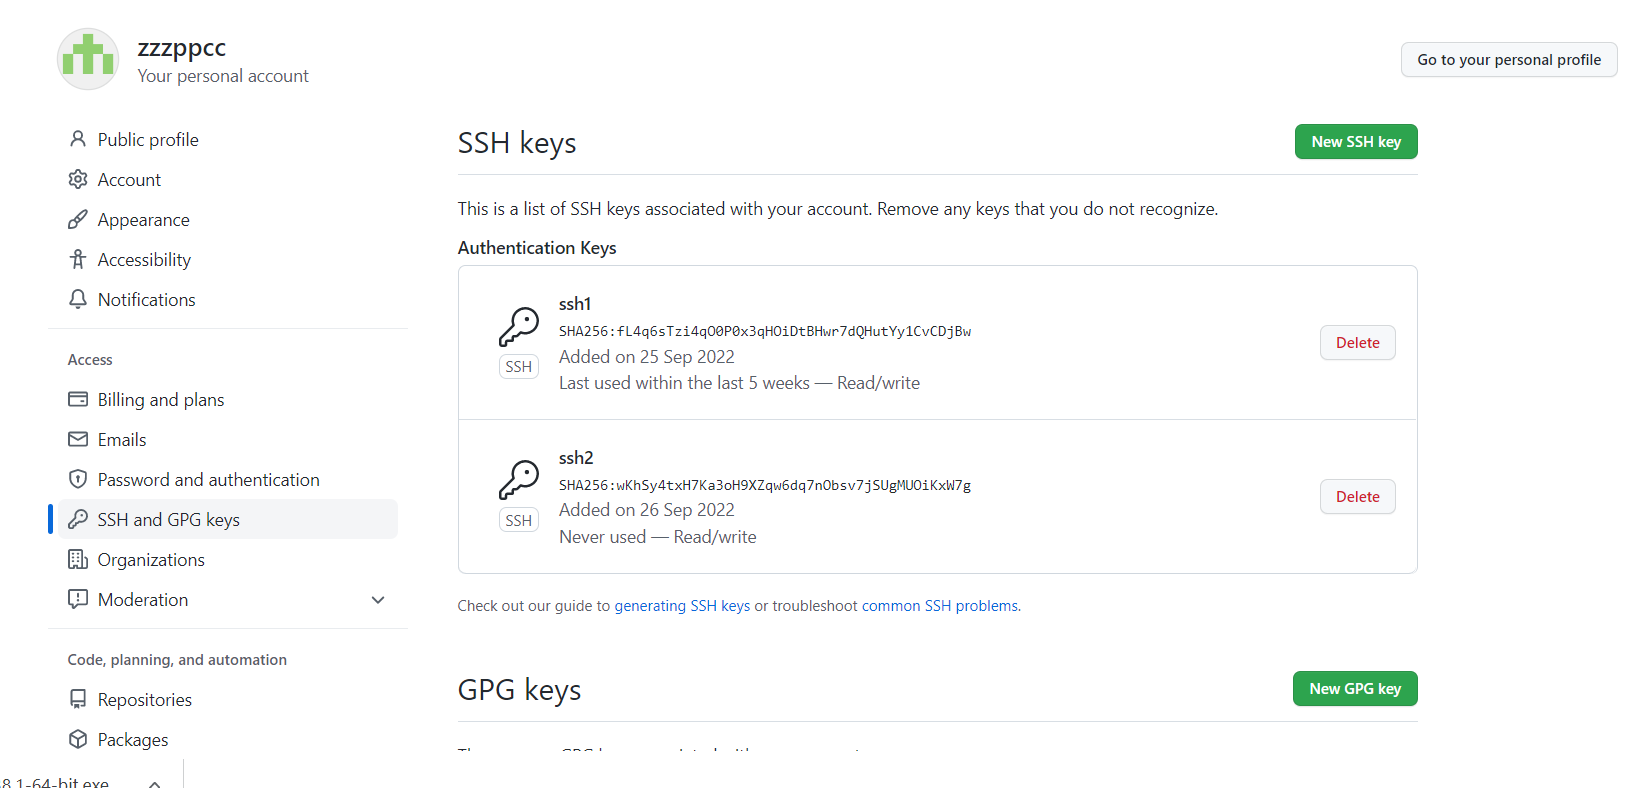 zzzppcc
Your personal account
Go to your personal profile
Public profile
Account
Appearance
Accessibility
Notifications
Access
Billing and plans
Emails
Password and authentication
SSH and GPG keys
Organizations
Moderation
Code, planning, and automation
Repositories
Packages
8.1-64-bit.exe
SSH keys
New SSH key
This is a list of SSH keys associated with your account. Remove any keys that you do not recognize.
Authentication Keys
ssh1
SHA256:fL4q6sTzi4qO0P0x3qHOiDtBHwr7dQHutYy1CvCDjBw
Added on 25 Sep 2022
Last used within the last 5 weeks — Read/write
SSH
Delete
ssh2
SHA256:wKhSy4txH7Ka3oH9XZqw6dq7nObsv7jSUgMUOiKxW7g
Added on 26 Sep 2022
Never used — Read/write
SSH
Delete
Check out our guide to generating SSH keys or troubleshoot common SSH problems.
GPG keys
New GPG key